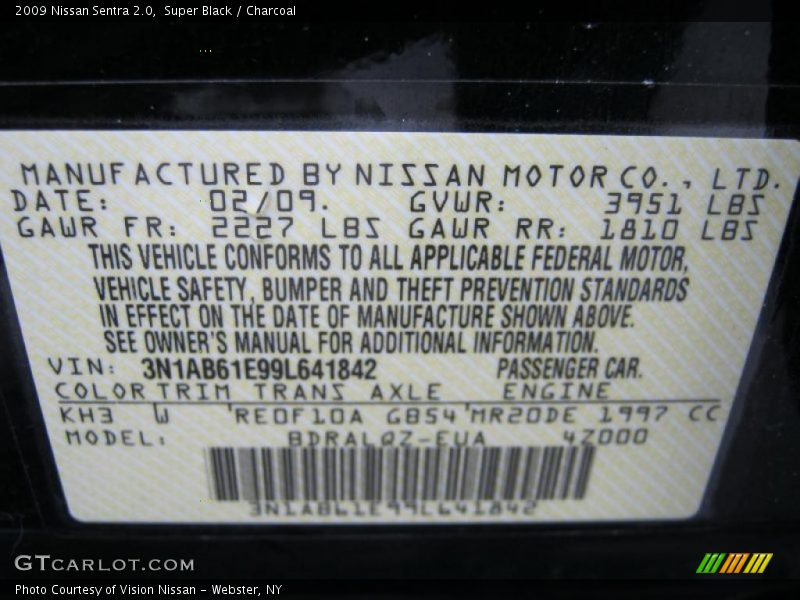 2009 Nissan Sentra 2.0,  Super Black / Charcoal
MANUFACTURED BY NISSAN MOTOR CO., LTD.
DATE: 02/09. GVWR: 3951 LBS
GAWR FR: 2227 LBS GAWR RR: 1810 LBS
THIS VEHICLE CONFORMS TO ALL APPLICABLE FEDERAL MOTOR,
VEHICLE SAFETY, BUMPER AND THEFT PREVENTION STANDARDS
IN EFFECT ON THE DATE OF MANUFACTURE SHOWN ABOVE.
SEE OWNER'S MANUAL FOR ADDITIONAL INFORMATION.
VIN: 3N1AB61E99L641842 PASSENGER CAR.
COLOR TRIM TRANS AXLE ENGINE
KH3 W 'RE0F10A GB54'MR20DE 1997 CC
MODEL: BDRALQZ-EUA 4Z000
3N1AB61E99L641842
GTCARLOT.COM
Photo Courtesy of Vision Nissan - Webster, NY